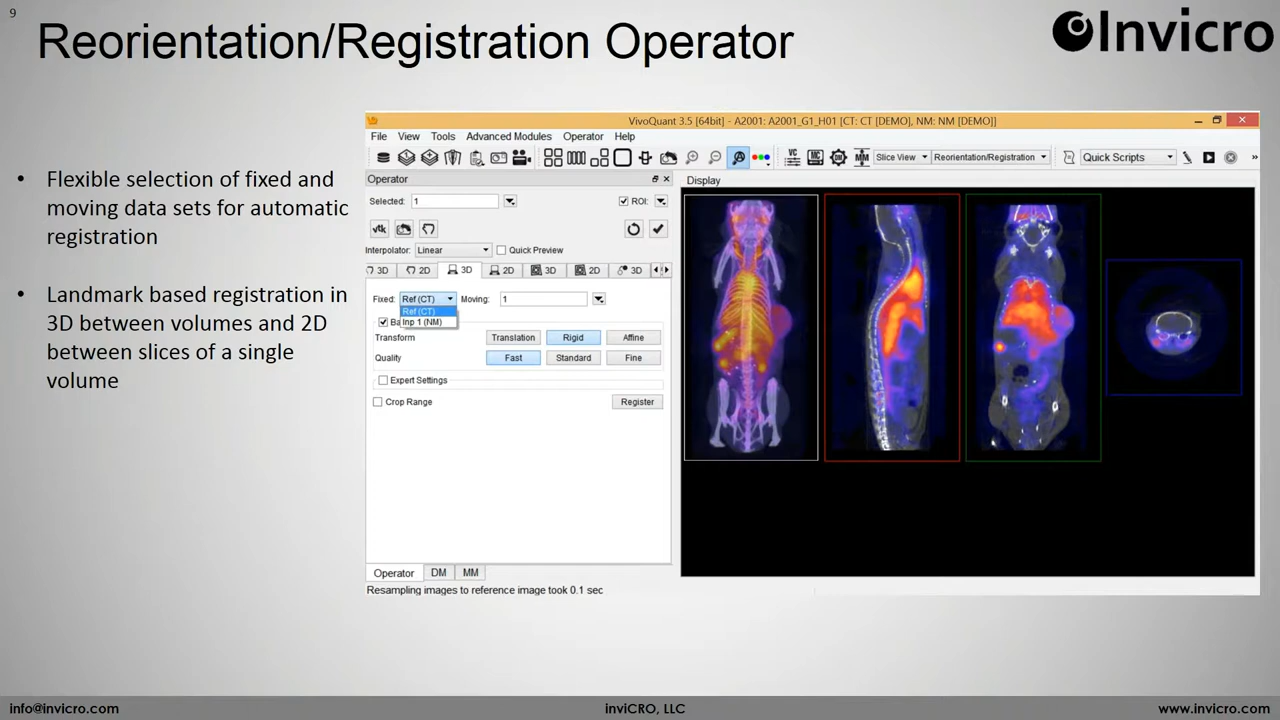 9
Reorientation/Registration Operator
Invicro
• Flexible selection of fixed and
moving data sets for automatic
registration
• Landmark based registration in
3D between volumes and 2D
between slices of a single
volume
VivoQuant 3.5 [64bit] - A2001: A2001_G1_H01 [CT: CT [DEMO], NM: NM [DEMO]]
File View Tools Advanced Modules Operator Help
VC MC MM Slice View Reorientation/Registration Quick Scripts »
Operator
Selected: 1 ROI:
vtk
Interpolator: Linear Quick Preview
3D 2D 3D 2D 3D 2D 3D
Fixed: Ref (CT) Moving: 1
Ref (CT)
Inp 1 (NM)
Ba
Transform Translation Rigid Affine
Quality Fast Standard Fine
Expert Settings
Crop Range Register
Operator DM MM
Resampling images to reference image took 0.1 sec
Display
info@invicro.com inviCRO, LLC www.invicro.com